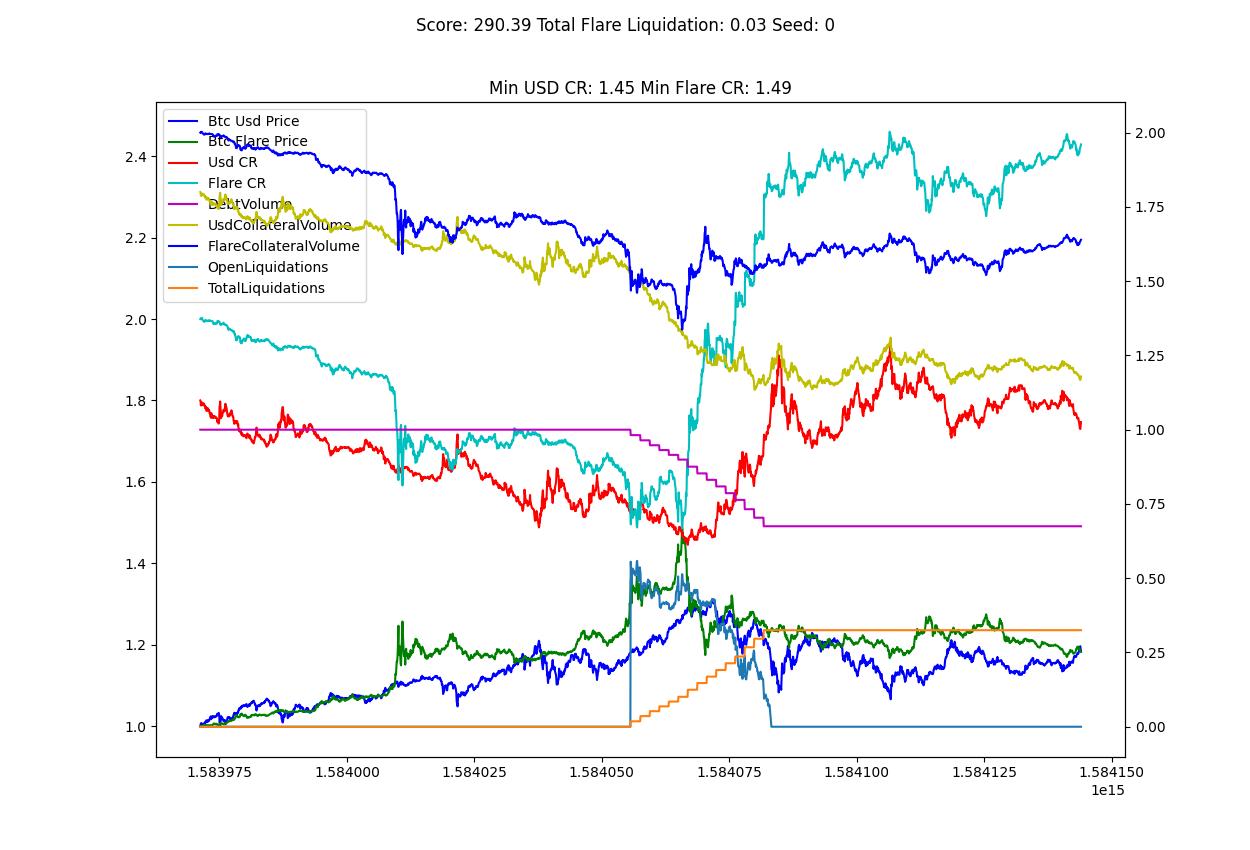 Score: 290.39 Total Flare Liquidation: 0.03 Seed: 0
Min USD CR: 1.45 Min Flare CR: 1.49
Btc Usd Price
Btc Flare Price
Usd CR
Flare CR
DebtVolume
UsdCollateralVolume
FlareCollateralVolume
OpenLiquidations
TotalLiquidations
2.4
2.2
2.0
1.8
1.6
1.4
1.2
1.0
2.00
1.75
1.50
1.25
1.00
0.75
0.50
0.25
0.00
1.583975 1.584000 1.584025 1.584050 1.584075 1.584100 1.584125 1.584150
1e15